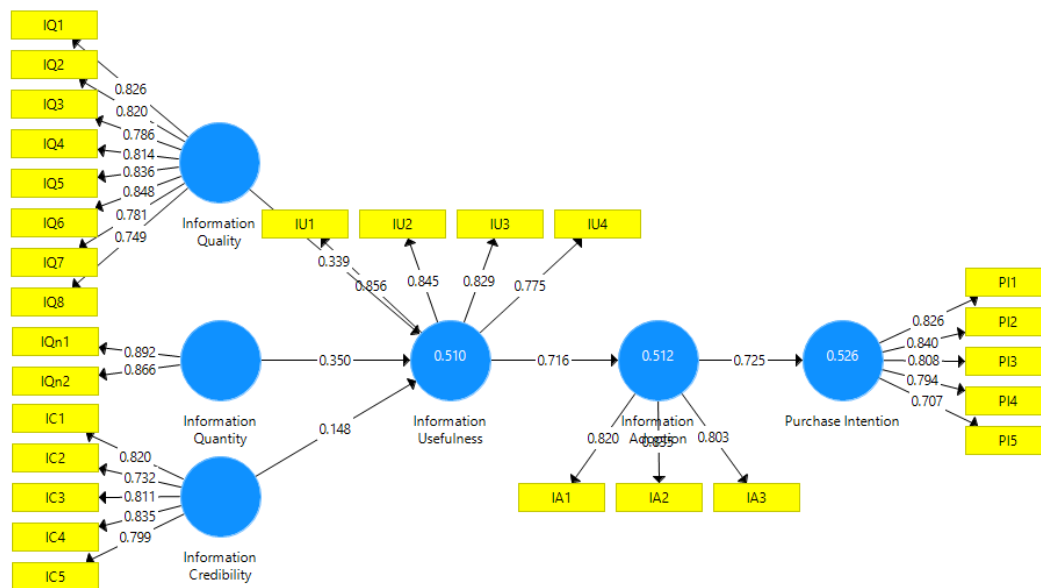 IQ1
IQ2
IQ3
IQ4
IQ5
IQ6
IQ7
IQ8
0.826
0.820
0.786
0.814
0.836
0.848
0.781
0.749
Information
Quality
IQn1
IQn2
0.892
0.866
Information
Quantity
IC1
IC2
IC3
IC4
IC5
0.820
0.732
0.811
0.835
0.799
Information
Credibility
0.339
0.350
0.148
IU1
IU2
IU3
IU4
0.856
0.845
0.829
0.775
0.510
Information
Usefulness
0.716
0.512
Information
Adoption
0.820
0.835
0.803
IA1
IA2
IA3
0.725
0.526
Purchase Intention
0.826
0.840
0.808
0.794
0.707
PI1
PI2
PI3
PI4
PI5